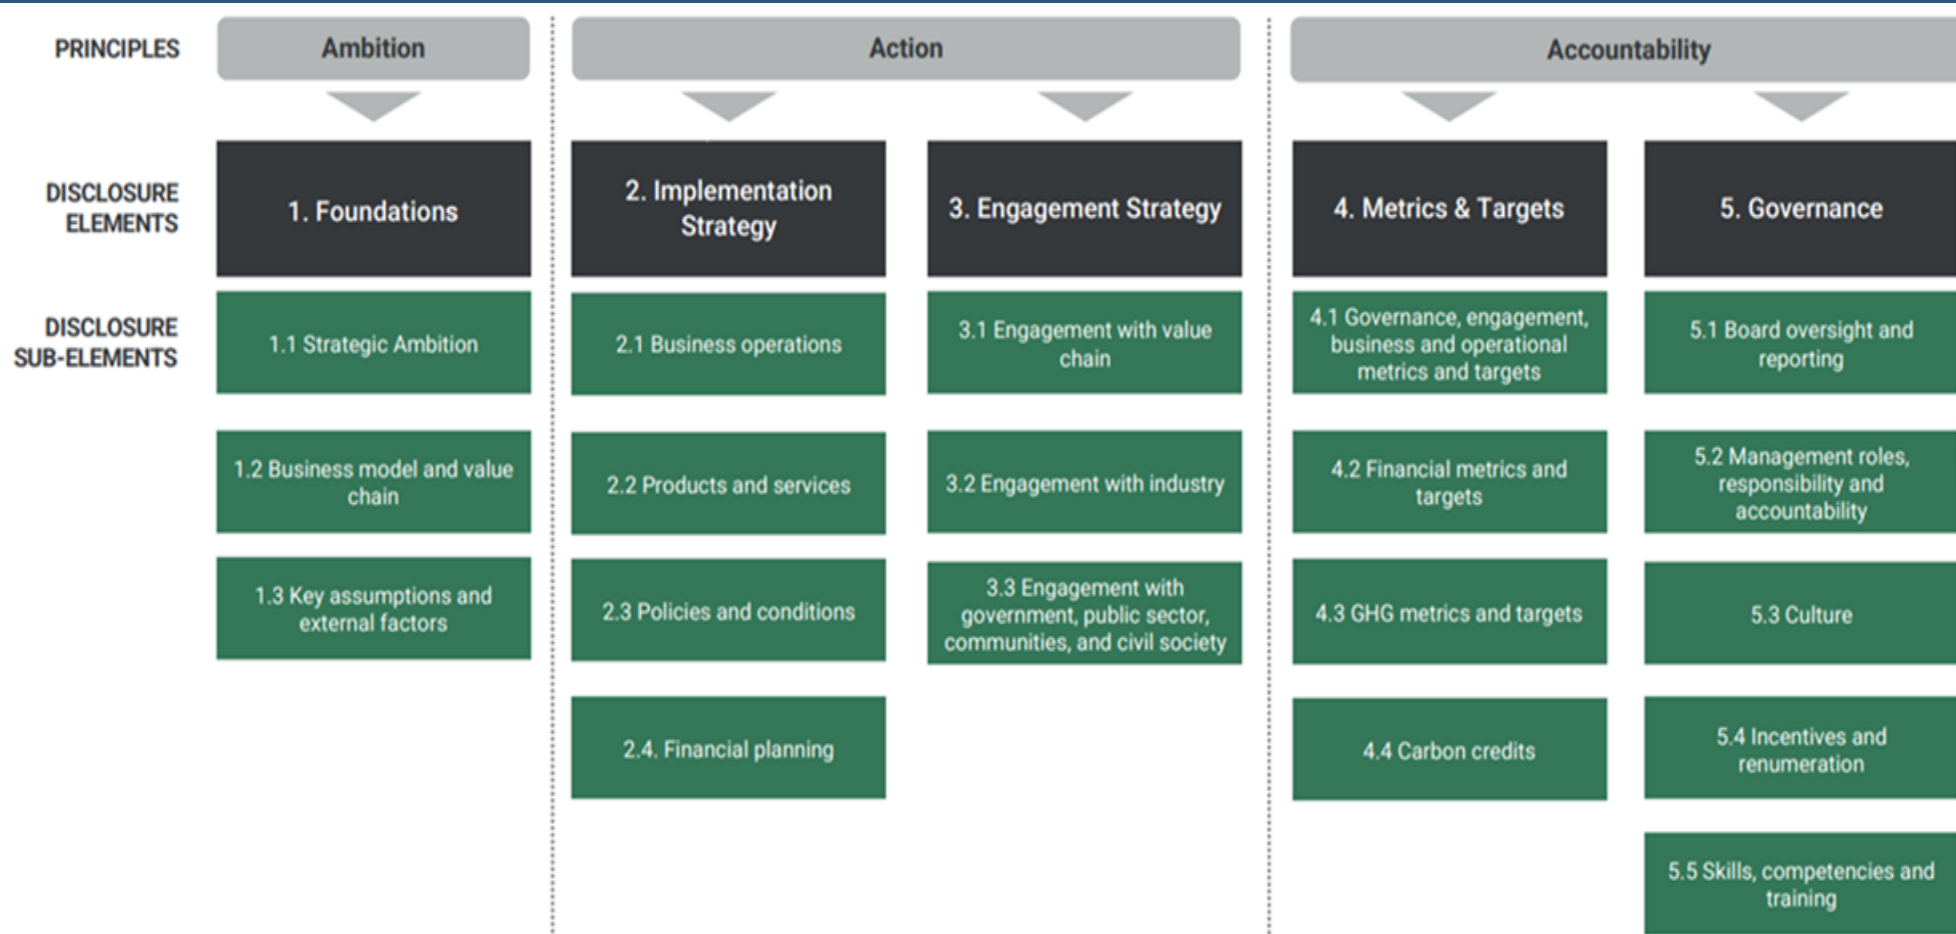 PRINCIPLES
Ambition
Action
Accountability
DISCLOSURE
ELEMENTS
1. Foundations
2. Implementation
Strategy
3. Engagement Strategy
4. Metrics & Targets
5. Governance
DISCLOSURE
SUB-ELEMENTS
1.1 Strategic Ambition
2.1 Business operations
3.1 Engagement with value
chain
4.1 Governance, engagement,
business and operational
metrics and targets
5.1 Board oversight and
reporting
1.2 Business model and value
chain
2.2 Products and services
3.2 Engagement with industry
4.2 Financial metrics and
targets
5.2 Management roles,
responsibility and
accountability
1.3 Key assumptions and
external factors
2.3 Policies and conditions
3.3 Engagement with
government, public sector,
communities, and civil society
4.3 GHG metrics and targets
5.3 Culture
2.4. Financial planning
4.4 Carbon credits
5.4 Incentives and
renumeration
5.5 Skills, competencies and
training